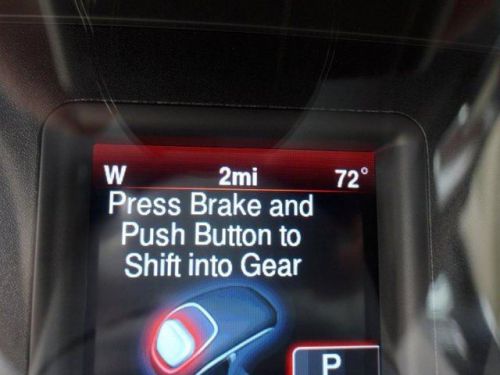 W 2mi 72°
Press Brake and
Push Button to
Shift into Gear
P